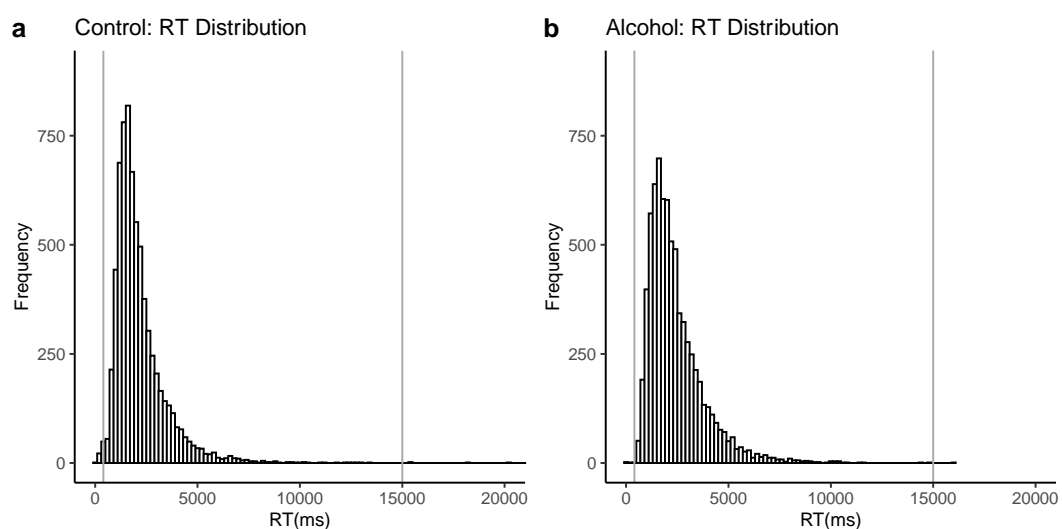 a Control: RT Distribution
Frequency
750
500
250
0
0 5000 10000 15000 20000
RT(ms)
b Alcohol: RT Distribution
Frequency
750
500
250
0
0 5000 10000 15000 20000
RT(ms)